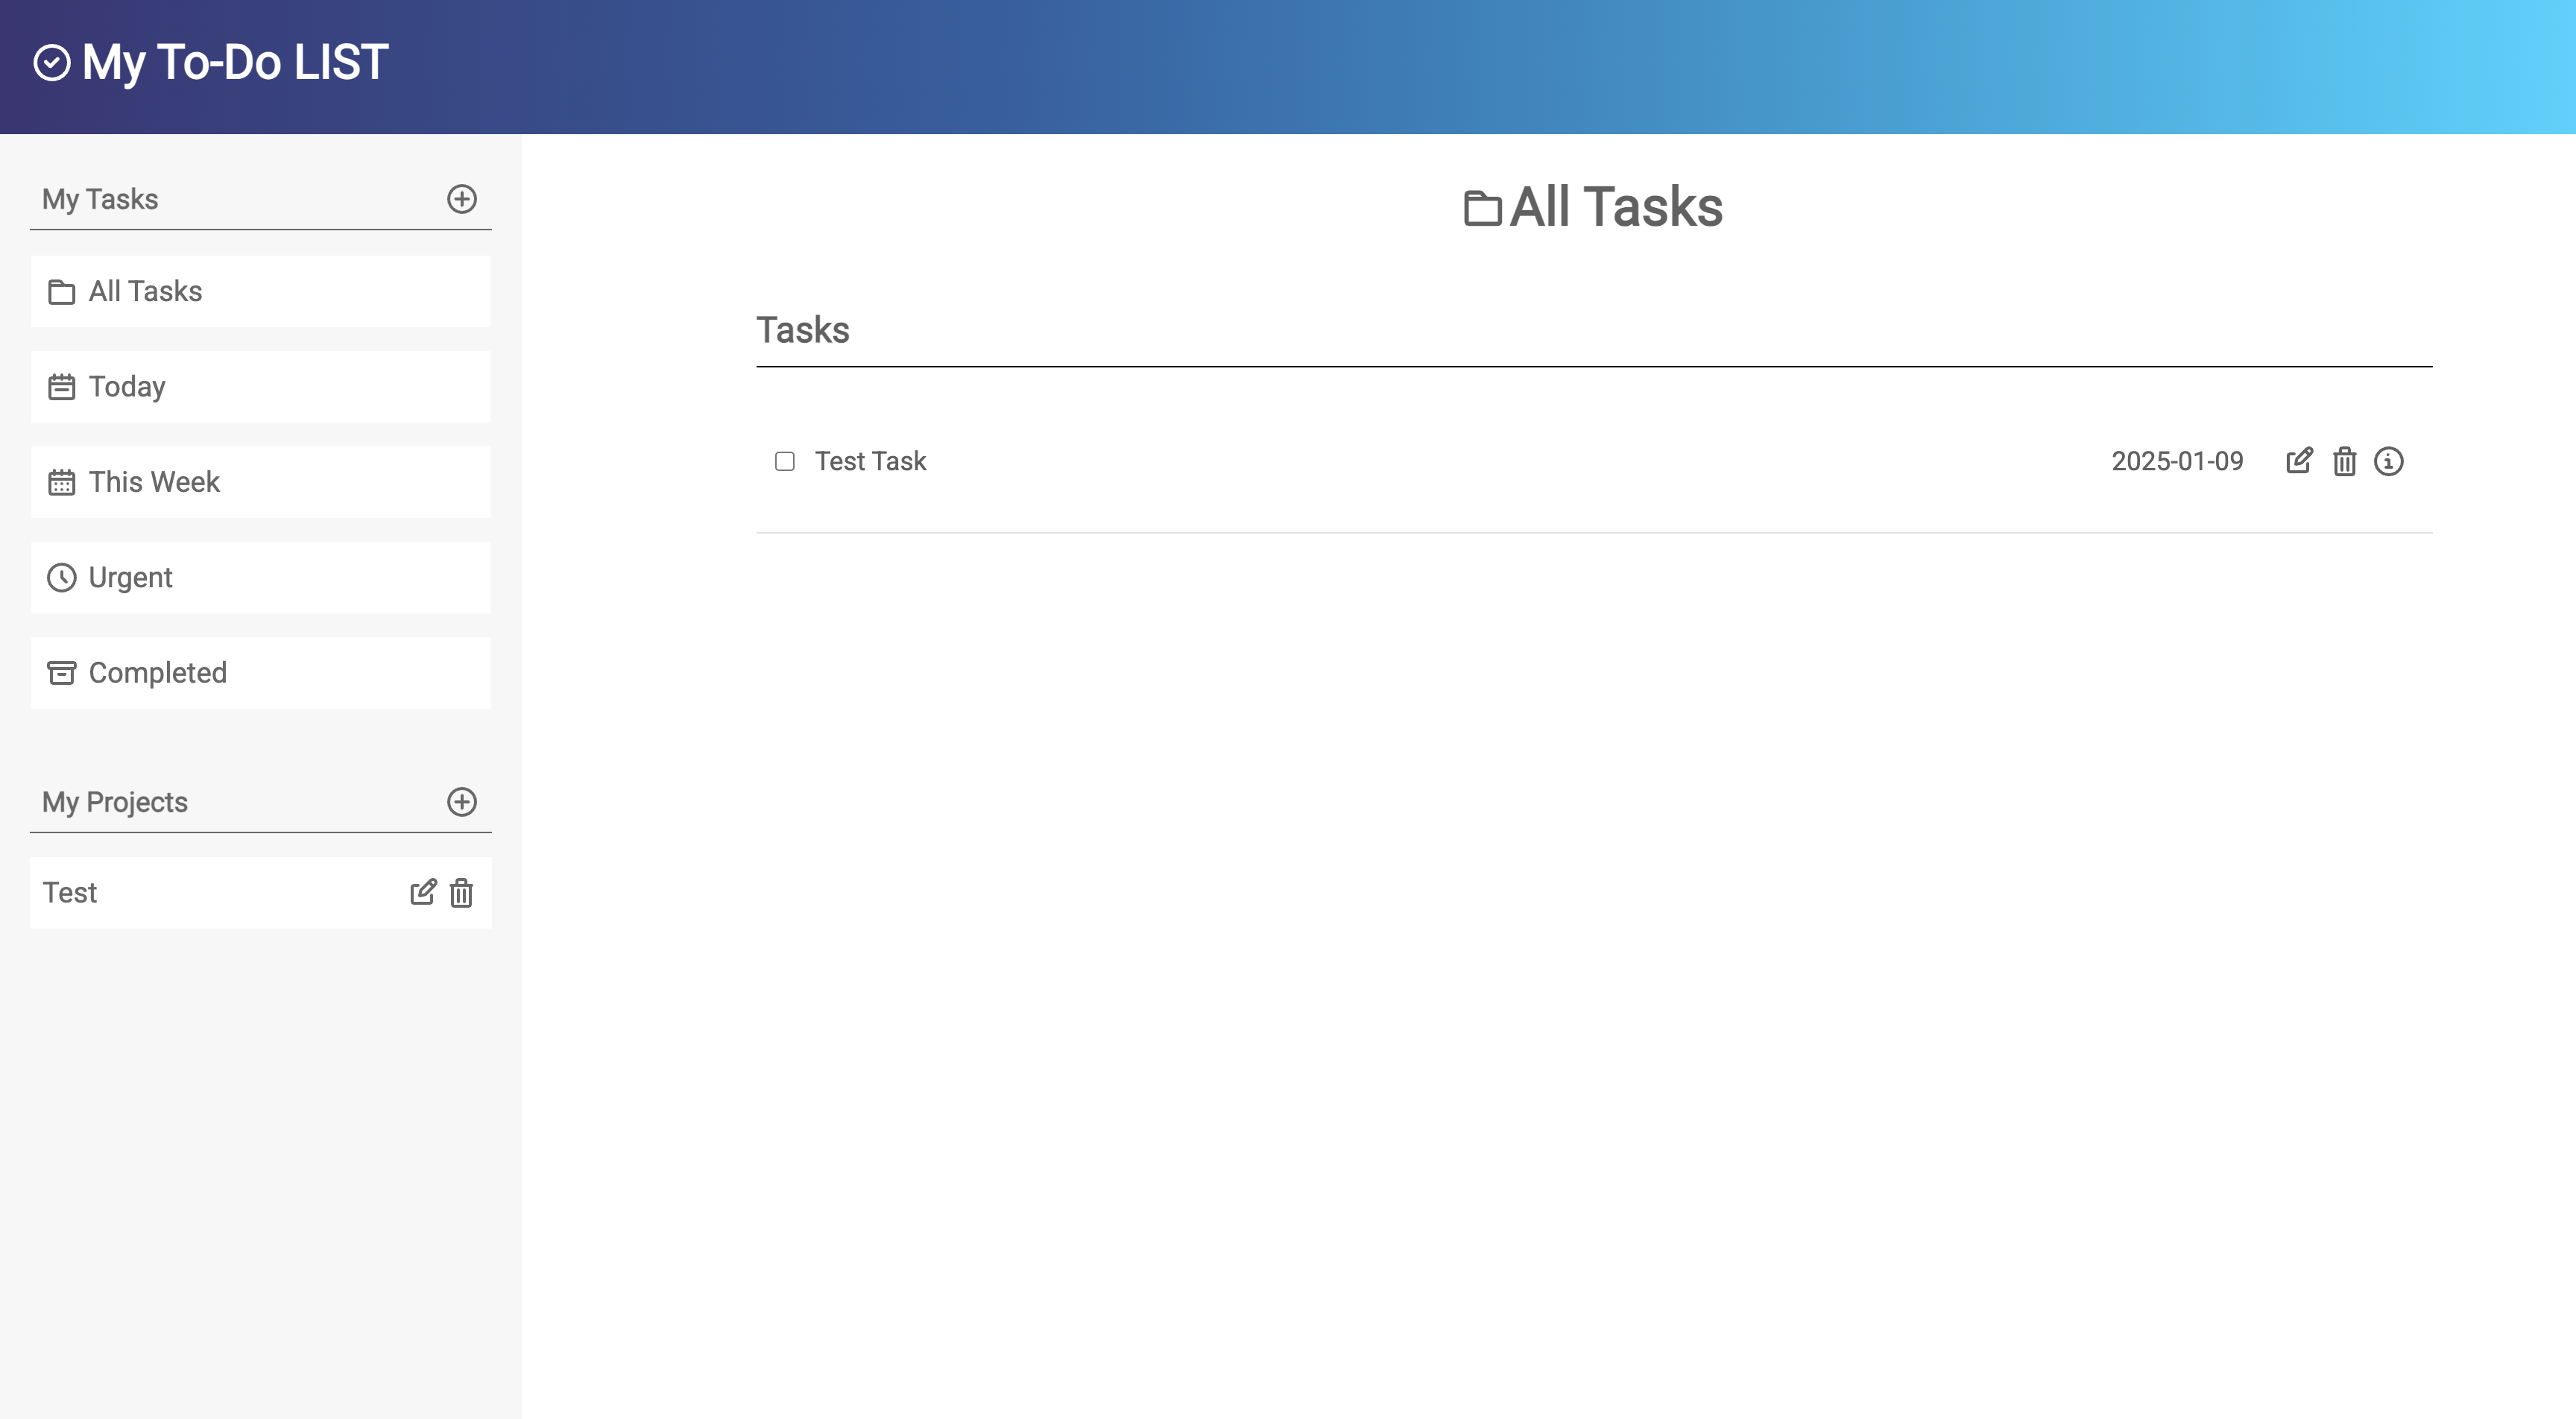 My To-Do LIST
My Tasks
All Tasks
Today
This Week
Urgent
Completed
My Projects
Test
All Tasks
Tasks
Test Task 2025-01-09